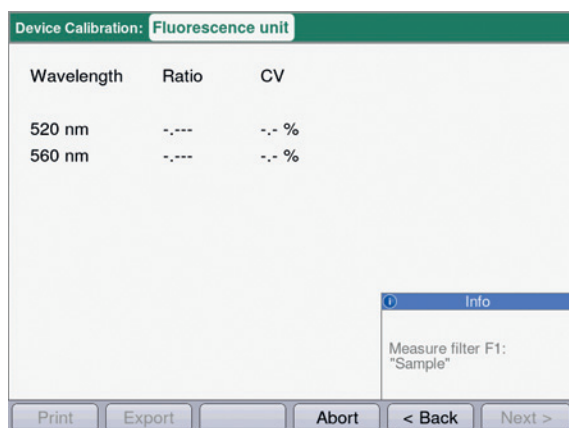 Device Calibration: Fluorescence unit
Wavelength Ratio CV
520 nm -.--- -.- %
560 nm -.--- -.- %
Info
Measure filter F1:
"Sample"
Print Export Abort < Back Next >